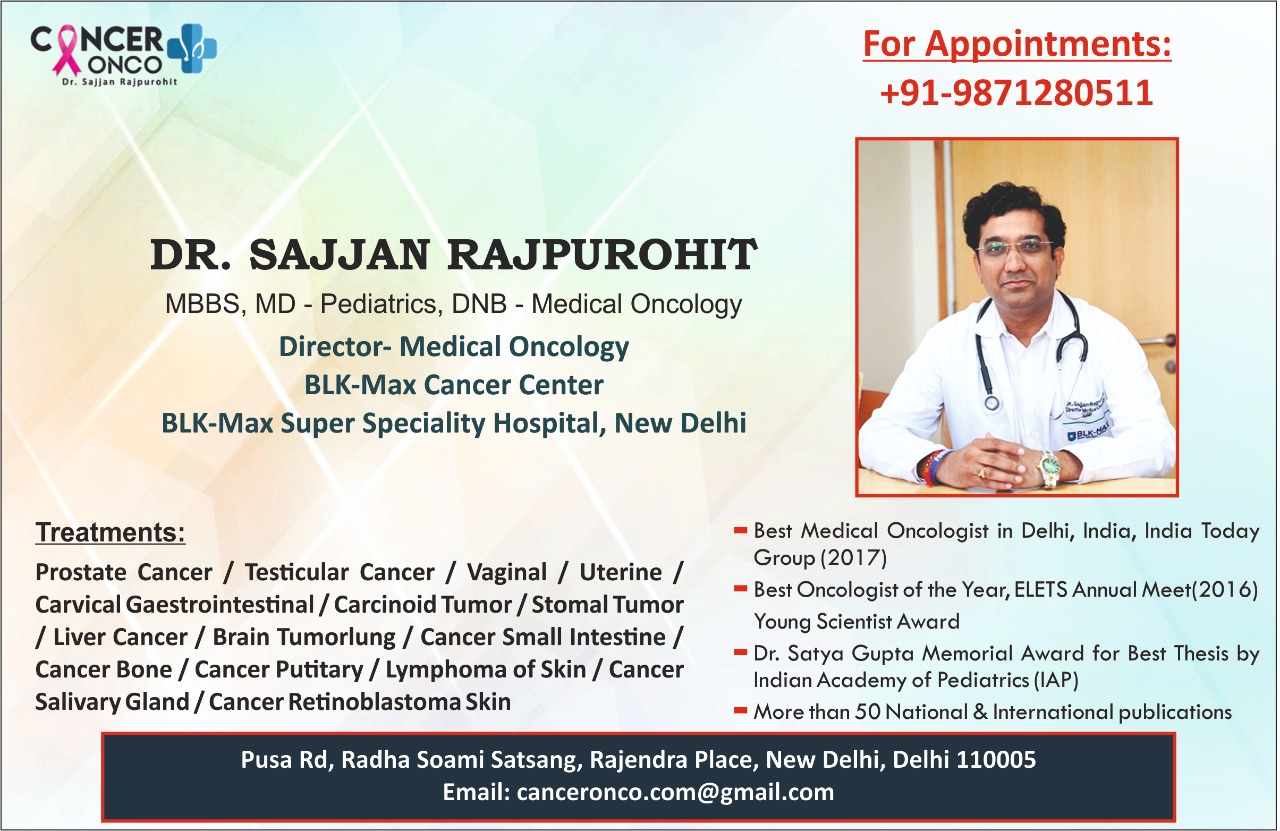 CANCER
ONCO
Dr. Sajjan Rajpurohit
For Appointments:
+91-9871280511
DR. SAJJAN RAJPUROHIT
MBBS, MD - Pediatrics, DNB - Medical Oncology
Director- Medical Oncology
BLK-Max Cancer Center
BLK-Max Super Speciality Hospital, New Delhi
BLK-MAX
Treatments:
Prostate Cancer / Testicular Cancer / Vaginal / Uterine /
Carvical Gaestrointestinal / Carcinoid Tumor / Stomal Tumor
/ Liver Cancer / Brain Tumorlung / Cancer Small Intestine /
Cancer Bone / Cancer Putitary / Lymphoma of Skin / Cancer
Salivary Gland / Cancer Retinoblastoma Skin
Best Medical Oncologist in Delhi, India, India Today
Group (2017)
Best Oncologist of the Year, ELETS Annual Meet(2016)
Young Scientist Award
Dr. Satya Gupta Memorial Award for Best Thesis by
Indian Academy of Pediatrics (IAP)
More than 50 National & International publications
Pusa Rd, Radha Soami Satsang, Rajendra Place, New Delhi, Delhi 110005
Email: canceronco.com@gmail.com